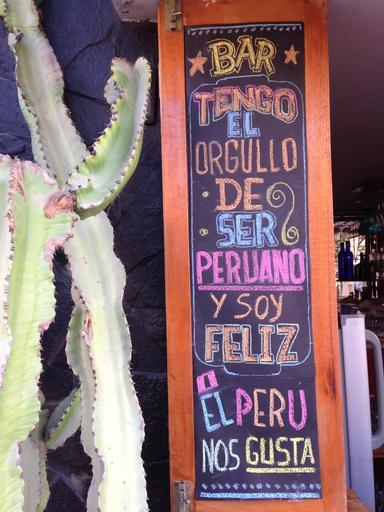 BAR
TENGO
EL
ORGULLO
DE
SER
PERUANO
Y SOY
FELIZ
EL PERU
NOS GUSTA